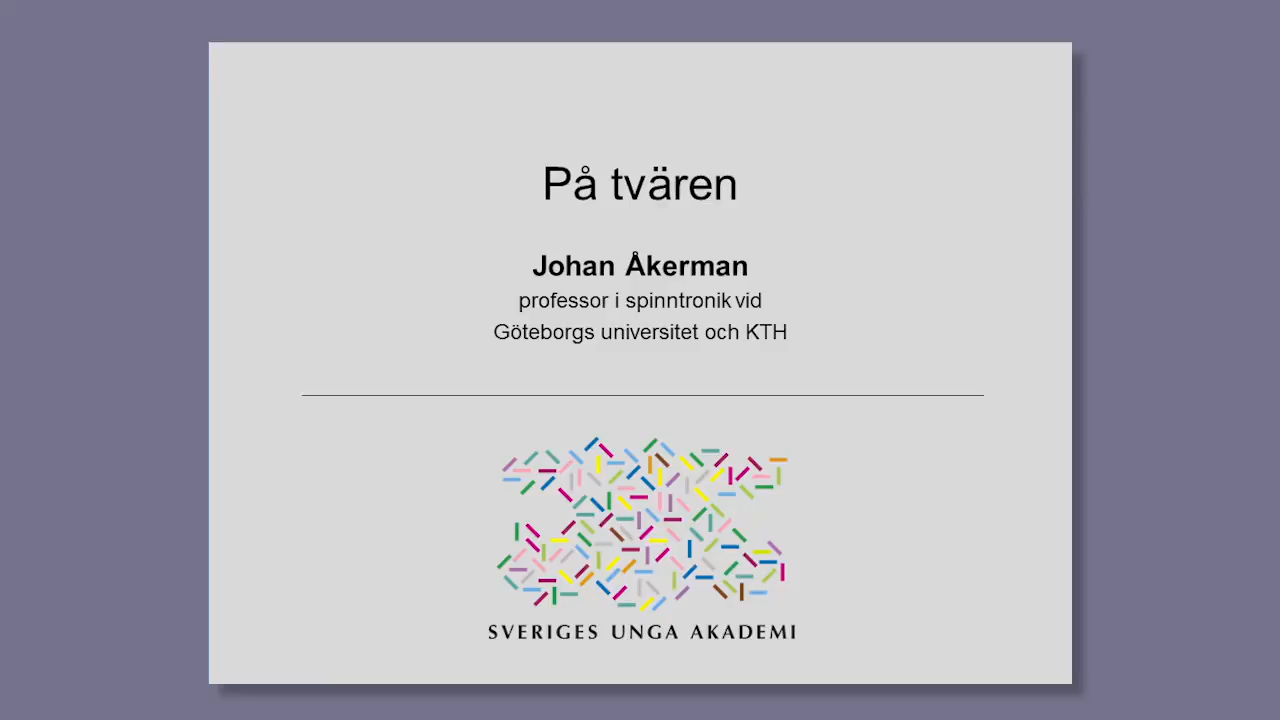 På tvären
Johan Åkerman
professor i spinntronik vid
Göteborgs universitet och KTH
SVERIGES UNGA AKADEMI